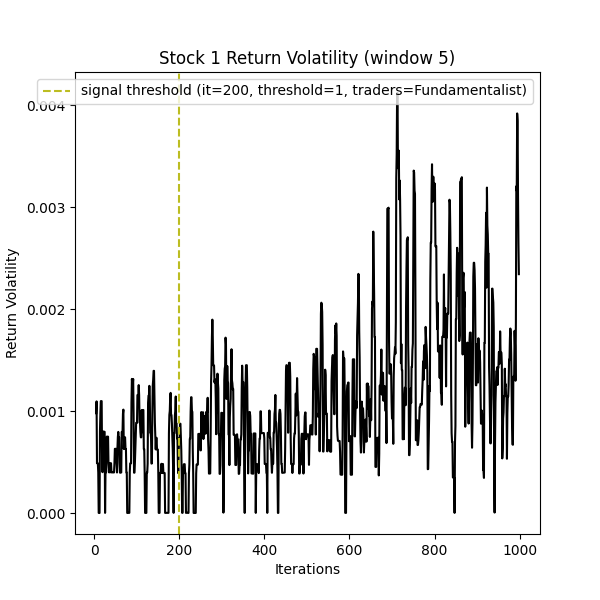 Stock 1 Return Volatility (window 5)
signal threshold (it=200, threshold=1, traders=Fundamentalist)
0.004
0.003
0.002
0.001
0.000
Return Volatility
0 200 400 600 800 1000
Iterations